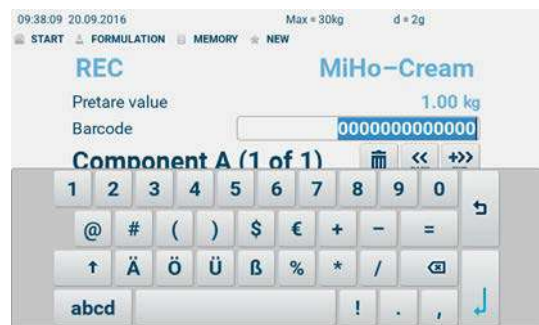 09:38:09 20.09.2016 Max = 30kg d = 2g
START FORMULATION MEMORY NEW
REC MiHo-Cream
Pretare value 1.00 kg
Barcode 0000000000000
Component A (1 of 1) << +>>
1 2 3 4 5 6 7 8 9 0
@ # ( ) $ € + - =
↑ Ä Ö Ü ß % * /
abcd ! . ,